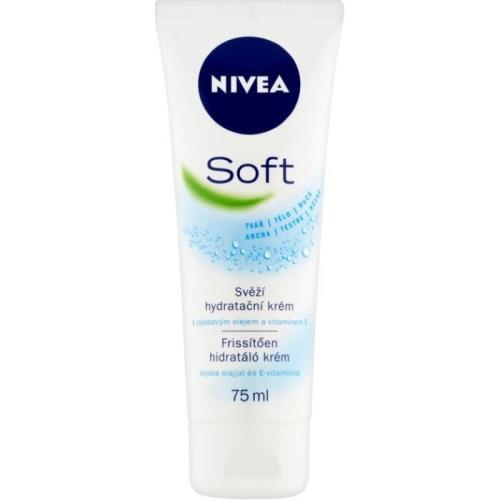 NIVEA
Soft
TVÁŘ | TĚLO | RUCE
ARCRA | TESTRE | KÉZRE
Svěží
hydratační krém
s jojobovým olejem a vitaminem E
Frissítően
hidratáló krém
Jojoba olajjal és E-vitaminnal
75 ml